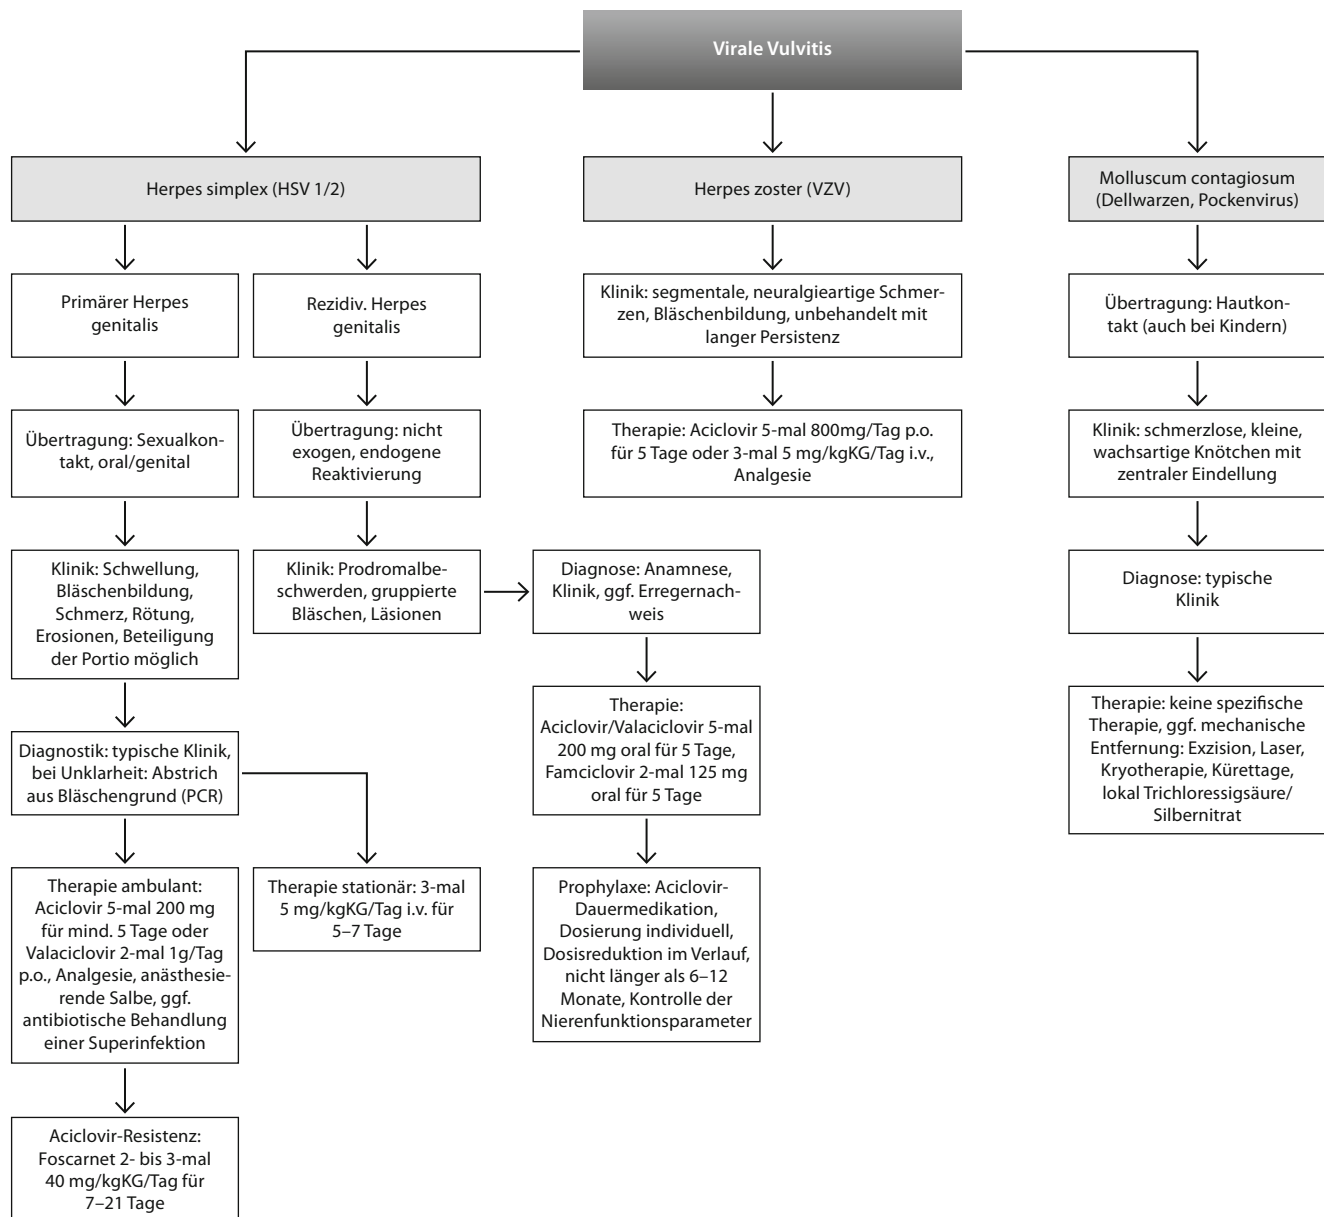 Virale Vulvitis
Herpes simplex (HSV 1/2)
Herpes zoster (VZV)
Molluscum contagiosum
(Dellwarzen, Pockenvirus)
Primärer Herpes
genitalis
Rezidiv. Herpes
genitalis
Klinik: segmentale, neuralgieartige Schmer-
zen, Bläschenbildung, unbehandelt mit
langer Persistenz
Übertragung: Hautkon-
takt (auch bei Kindern)
Übertragung: Sexualkon-
takt, oral/genital
Übertragung: nicht
exogen, endogene
Reaktivierung
Therapie: Aciclovir 5-mal 800mg/Tag p.o.
für 5 Tage oder 3-mal 5 mg/kgKG/Tag i.v.,
Analgesie
Klinik: schmerzlose, kleine,
wachsartige Knötchen mit
zentraler Eindellung
Klinik: Schwellung,
Bläschenbildung,
Schmerz, Rötung,
Erosionen, Beteiligung
der Portio möglich
Klinik: Prodromalbe-
schwerden, gruppierte
Bläschen, Läsionen
Diagnose: Anamnese,
Klinik, ggf. Erregernach-
weis
Diagnose: typische
Klinik
Diagnostik: typische Klinik,
bei Unklarheit: Abstrich
aus Bläschengrund (PCR)
Therapie:
Aciclovir/Valaciclovir 5-mal
200 mg oral für 5 Tage,
Famciclovir 2-mal 125 mg
oral für 5 Tage
Therapie: keine spezifische
Therapie, ggf. mechanische
Entfernung: Exzision, Laser,
Kryotherapie, Kürettage,
lokal Trichloressigsäure/
Silbernitrat
Therapie ambulant:
Aciclovir 5-mal 200 mg
für mind. 5 Tage oder
Valaciclovir 2-mal 1g/Tag
p.o., Analgesie, anästhesie-
rende Salbe, ggf.
antibiotische Behandlung
einer Superinfektion
Therapie stationär: 3-mal
5 mg/kgKG/Tag i.v. für
5–7 Tage
Prophylaxe: Aciclovir-
Dauermedikation,
Dosierung individuell,
Dosisreduktion im Verlauf,
nicht länger als 6–12
Monate, Kontrolle der
Nierenfunktionsparameter
Aciclovir-Resistenz:
Foscarnet 2- bis 3-mal
40 mg/kgKG/Tag für
7–21 Tage